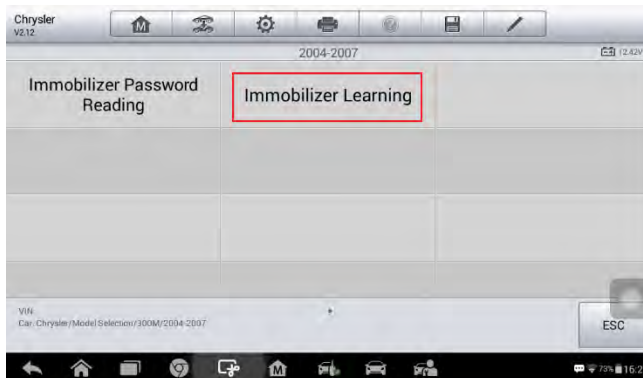 Chrysler
V2.12
2004-2007
12.42V
Immobilizer Password
Reading
Immobilizer Learning
VIN
Car: Chrysler/Model Selection/300M/2004-2007
ESC
73%